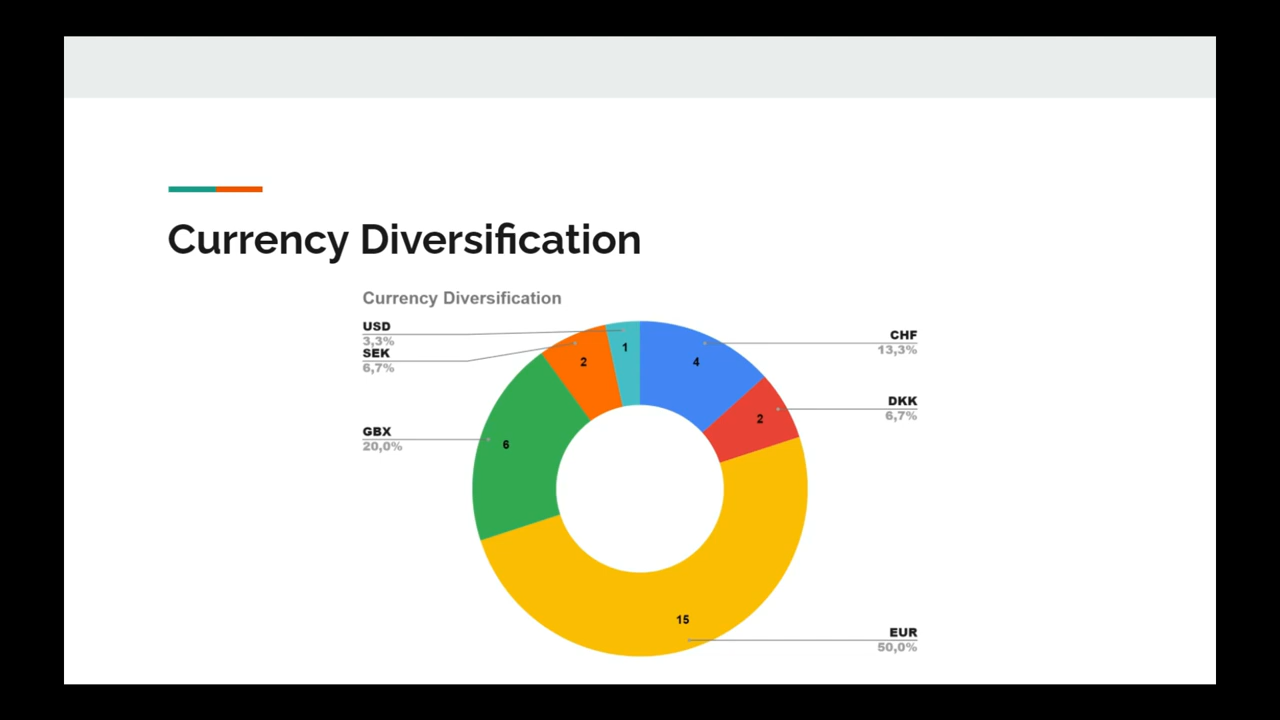 Currency Diversification
Currency Diversification
USD
3,3%
SEK
6,7%
GBX
20,0%
1
2
4
6
2
15
CHF
13,3%
DKK
6,7%
EUR
50,0%